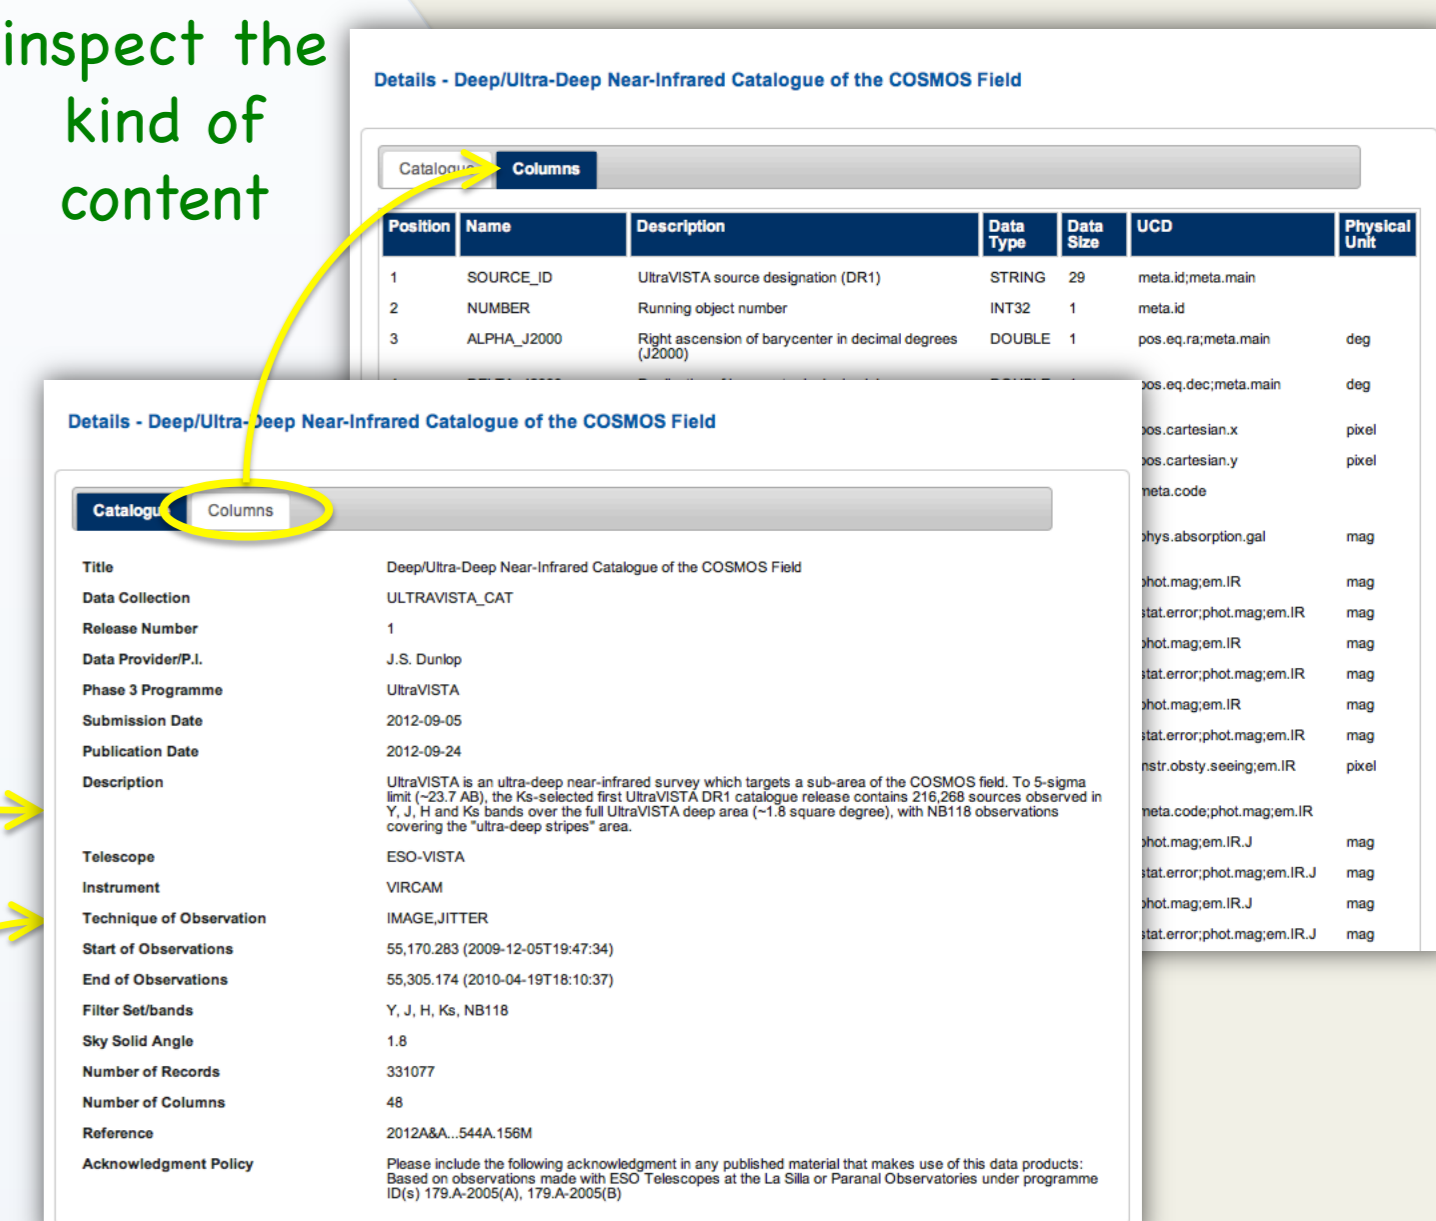 inspect the
kind of
content
Details - Deep/Ultra-Deep Near-Infrared Catalogue of the COSMOS Field
Catalogue Columns
Position Name Description Data Type Data Size UCD Physical Unit
1 SOURCE_ID UltraVISTA source designation (DR1) STRING 29 meta.id;meta.main
2 NUMBER Running object number INT32 1 meta.id
3 ALPHA_J2000 Right ascension of barycenter in decimal degrees (J2000) DOUBLE 1 pos.eq.ra;meta.main deg
pos.eq.dec;meta.main deg
pos.cartesian.x pixel
pos.cartesian.y pixel
meta.code
phys.absorption.gal mag
phot.mag;em.IR mag
stat.error;phot.mag;em.IR mag
phot.mag;em.IR mag
stat.error;phot.mag;em.IR mag
phot.mag;em.IR mag
stat.error;phot.mag;em.IR mag
instr.obsty.seeing;em.IR pixel
meta.code;phot.mag;em.IR
phot.mag;em.IR.J mag
stat.error;phot.mag;em.IR.J mag
phot.mag;em.IR.J mag
stat.error;phot.mag;em.IR.J mag
Details - Deep/Ultra-Deep Near-Infrared Catalogue of the COSMOS Field
Catalogue Columns
Title Deep/Ultra-Deep Near-Infrared Catalogue of the COSMOS Field
Data Collection ULTRAVISTA_CAT
Release Number 1
Data Provider/P.I. J.S. Dunlop
Phase 3 Programme UltraVISTA
Submission Date 2012-09-05
Publication Date 2012-09-24
Description UltraVISTA is an ultra-deep near-infrared survey which targets a sub-area of the COSMOS field. To 5-sigma
limit (~23.7 AB), the Ks-selected first UltraVISTA DR1 catalogue release contains 216,268 sources observed in
Y, J, H and Ks bands over the full UltraVISTA deep area (~1.8 square degree), with NB118 observations
covering the "ultra-deep stripes" area.
Telescope ESO-VISTA
Instrument VIRCAM
Technique of Observation IMAGE,JITTER
Start of Observations 55,170.283 (2009-12-05T19:47:34)
End of Observations 55,305.174 (2010-04-19T18:10:37)
Filter Set/bands Y, J, H, Ks, NB118
Sky Solid Angle 1.8
Number of Records 331077
Number of Columns 48
Reference 2012A&A...544A.156M
Acknowledgment Policy Please include the following acknowledgment in any published material that makes use of this data products:
Based on observations made with ESO Telescopes at the La Silla or Paranal Observatories under programme
ID(s) 179.A-2005(A), 179.A-2005(B)